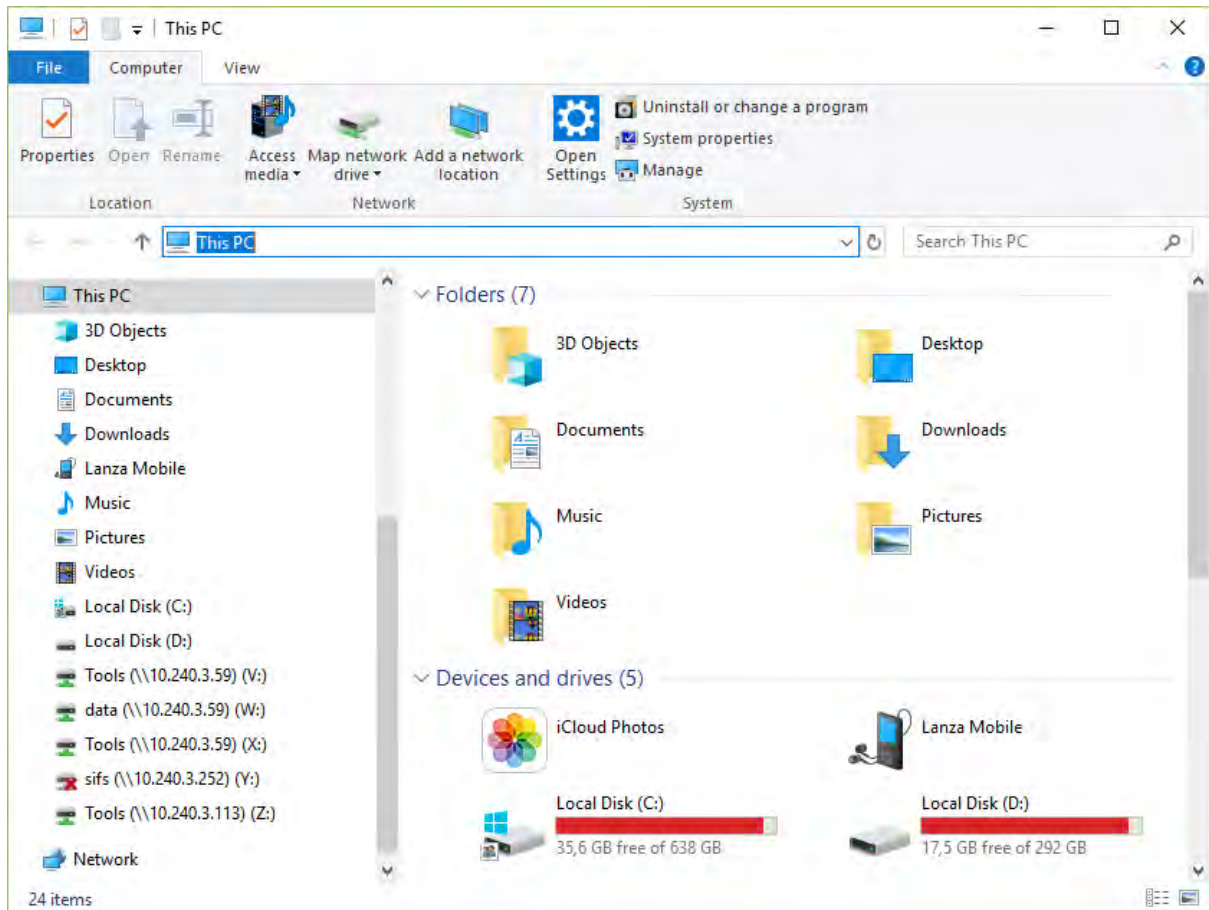 This PC
File Computer View
Properties Open Rename Access media Map network drive Add a network location Open Settings Uninstall or change a program
System properties
Manage
Location Network System
This PC Search This PC
This PC
3D Objects
Desktop
Documents
Downloads
Lanza Mobile
Music
Pictures
Videos
Local Disk (C:)
Local Disk (D:)
Tools (\\10.240.3.59) (V:)
data (\\10.240.3.59) (W:)
Tools (\\10.240.3.59) (X:)
sifs (\\10.240.3.252) (Y:)
Tools (\\10.240.3.113) (Z:)
Network
Folders (7)
3D Objects Desktop
Documents Downloads
Music Pictures
Videos
Devices and drives (5)
iCloud Photos Lanza Mobile
Local Disk (C:) Local Disk (D:)
35,6 GB free of 638 GB 17,5 GB free of 292 GB
24 items